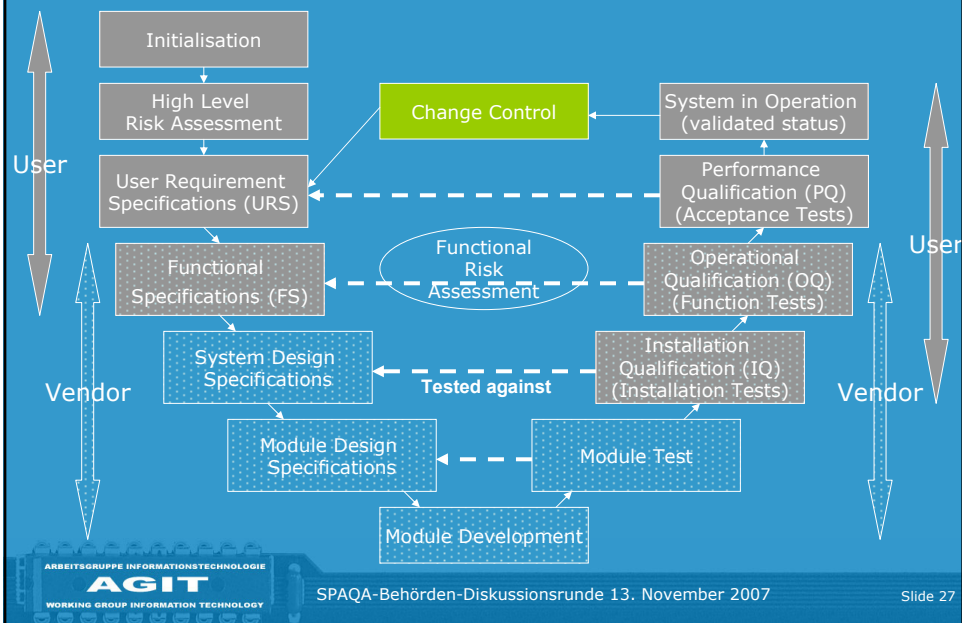 Initialisation
High Level
Risk Assessment
Change Control
System in Operation
(validated status)
User
User Requirement
Specifications (URS)
Performance
Qualification (PQ)
(Acceptance Tests)
User
Functional
Specifications (FS)
Functional
Risk
Assessment
Operational
Qualification (OQ)
(Function Tests)
System Design
Specifications
Tested against
Installation
Qualification (IQ)
(Installation Tests)
Vendor
Vendor
Module Design
Specifications
Module Test
Module Development
ARBEITSGRUPPE INFORMATIONSTECHNOLOGIE
AGIT
WORKING GROUP INFORMATION TECHNOLOGY
SPAQA-Behörden-Diskussionsrunde 13. November 2007
Slide 27